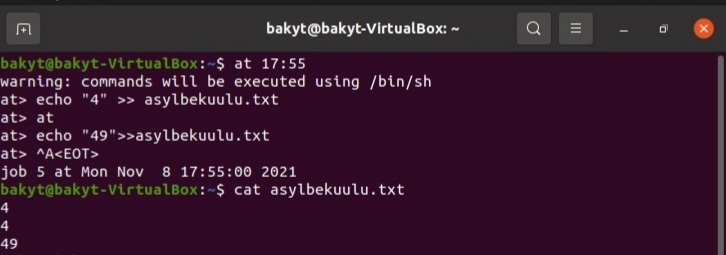 bakyt@bakyt-VirtualBox: ~
bakyt@bakyt-VirtualBox:~$ at 17:55
warning: commands will be executed using /bin/sh
at> echo "4" >> asylbekuulu.txt
at> at
at> echo "49">>asylbekuulu.txt
at> ^A<EOT>
job 5 at Mon Nov  8 17:55:00 2021
bakyt@bakyt-VirtualBox:~$ cat asylbekuulu.txt
4
4
49